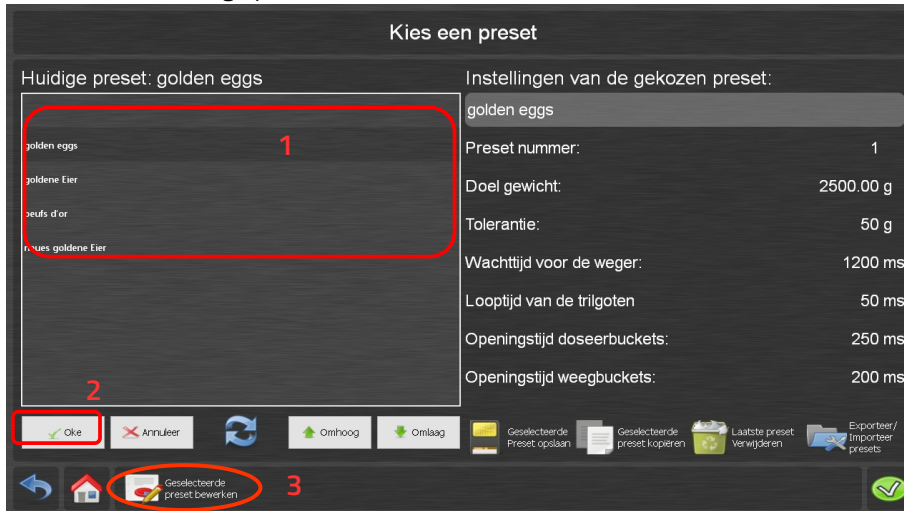 Kies een preset
Huidige preset: golden eggs
golden eggs
goldene Eier
oeufs d'or
neues goldene Eier
1
Instellingen van de gekozen preset:
golden eggs
Preset nummer: 1
Doel gewicht: 2500.00 g
Tolerantie: 50 g
Wachttijd voor de weger: 1200 ms
Looptijd van de trilgoten 50 ms
Openingstijd doseerbuckets: 250 ms
Openingstijd weegbuckets: 200 ms
2
Oke
Annuleer
Omhoog
Omlaag
Geselecteerde
Preset opslaan
Geselecteerde
preset kopiëren
Laatste preset
Verwijderen
Exporteer/
Importeer
presets
Geselecteerde
preset bewerken
3